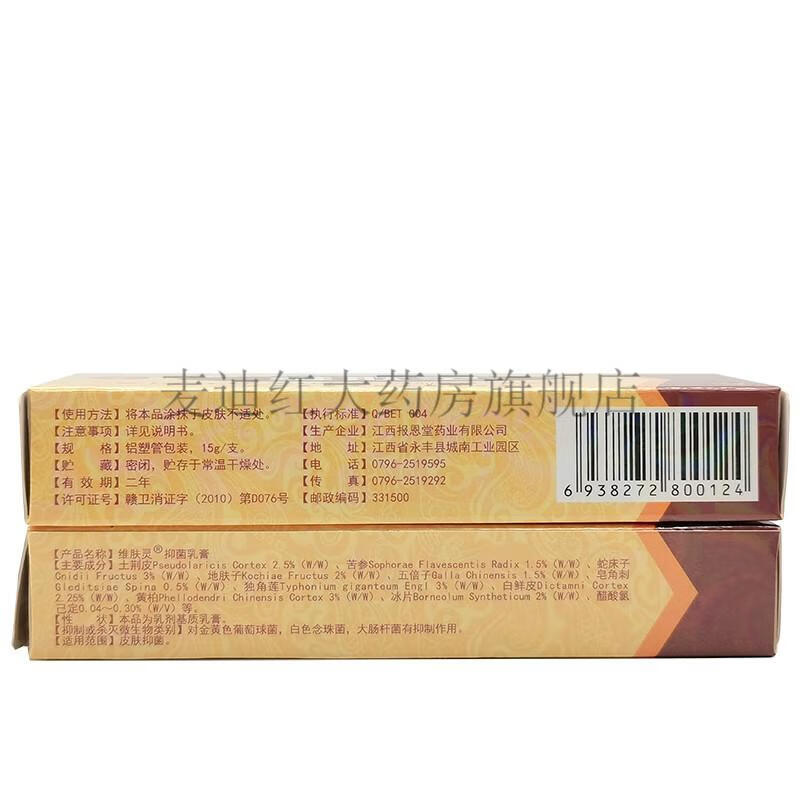 麦迪红大药房旗舰店
【使用方法】将本品涂抹于皮肤不适处。
【注意事项】详见说明书。
【规　　格】铝塑管包装，15g/支。
【贮　　藏】密闭，贮存于常温干燥处。
【有 效 期】二年
【许可证号】赣卫消证字（2010）第D076号
【执行标准】Q/BET 004
【生产企业】江西报恩堂药业有限公司
【地　　址】江西省永丰县城南工业园区
【电　　话】0796-2519595
【传　　真】0796-2519292
【邮政编码】331500
6 938272 800124
【产品名称】维肤灵®抑菌乳膏
【主要成分】土荆皮Pseudolaricis Cortex 2.5%（W/W）、苦参Sophorae Flavescentis Radix 1.5%（W/W）、蛇床子
Cnidii Fructus 3%（W/W）、地肤子Kochiae Fructus 2%（W/W）、五倍子Galla Chinensis 1.5%（W/W）、皂角刺
Gleditsiae Spina 0.5%（W/W）、独角莲Typhonium giganteum Engl 3%（W/W）、白鲜皮Dictamni Cortex
2.25%（W/W）、黄柏Phellodendri Chinensis Cortex 3%（W/W）、冰片Borneolum Syntheticum 2%（W/W）、醋酸氯
己定0.04~0.30%（W/V）等。
【性　　状】本品为乳剂基质乳膏。
【抑制或杀灭微生物类别】对金黄色葡萄球菌，白色念珠菌，大肠杆菌有抑制作用。
【适用范围】皮肤抑菌。